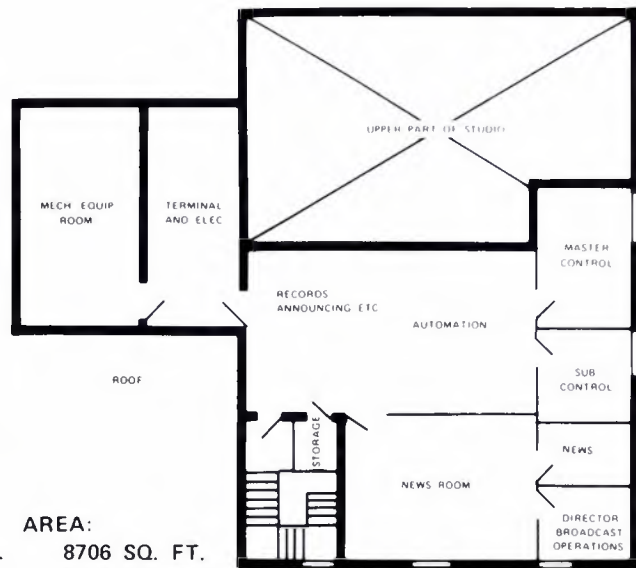 UPPER PART OF STUDIO
MECH EQUIP
ROOM
TERMINAL
AND ELEC
MASTER
CONTROL
RECORDS
ANNOUNCING ETC
AUTOMATION
ROOF
SUB
CONTROL
STORAGE
NEWS
NEWS ROOM
DIRECTOR
BROADCAST
OPERATIONS
AREA:
. 8706 SQ. FT.